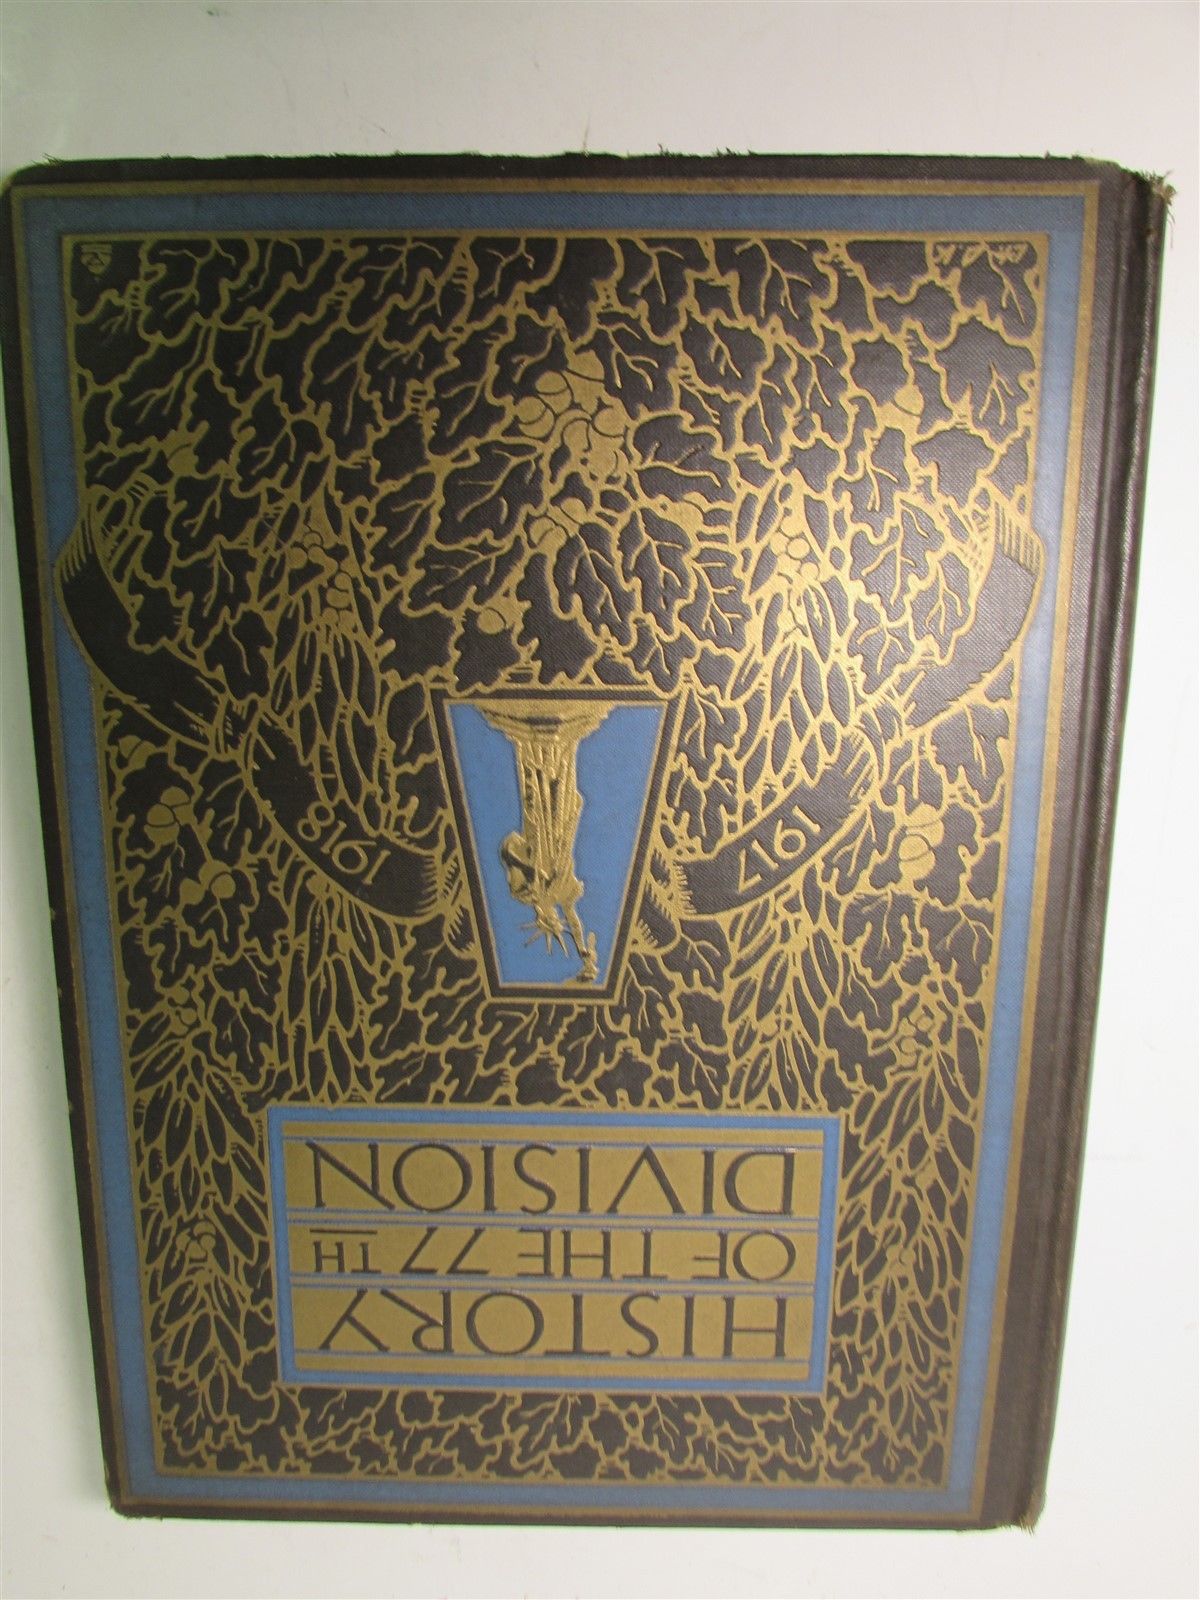 HISTORY
OF THE 77TH
DIVISION
1917
1918